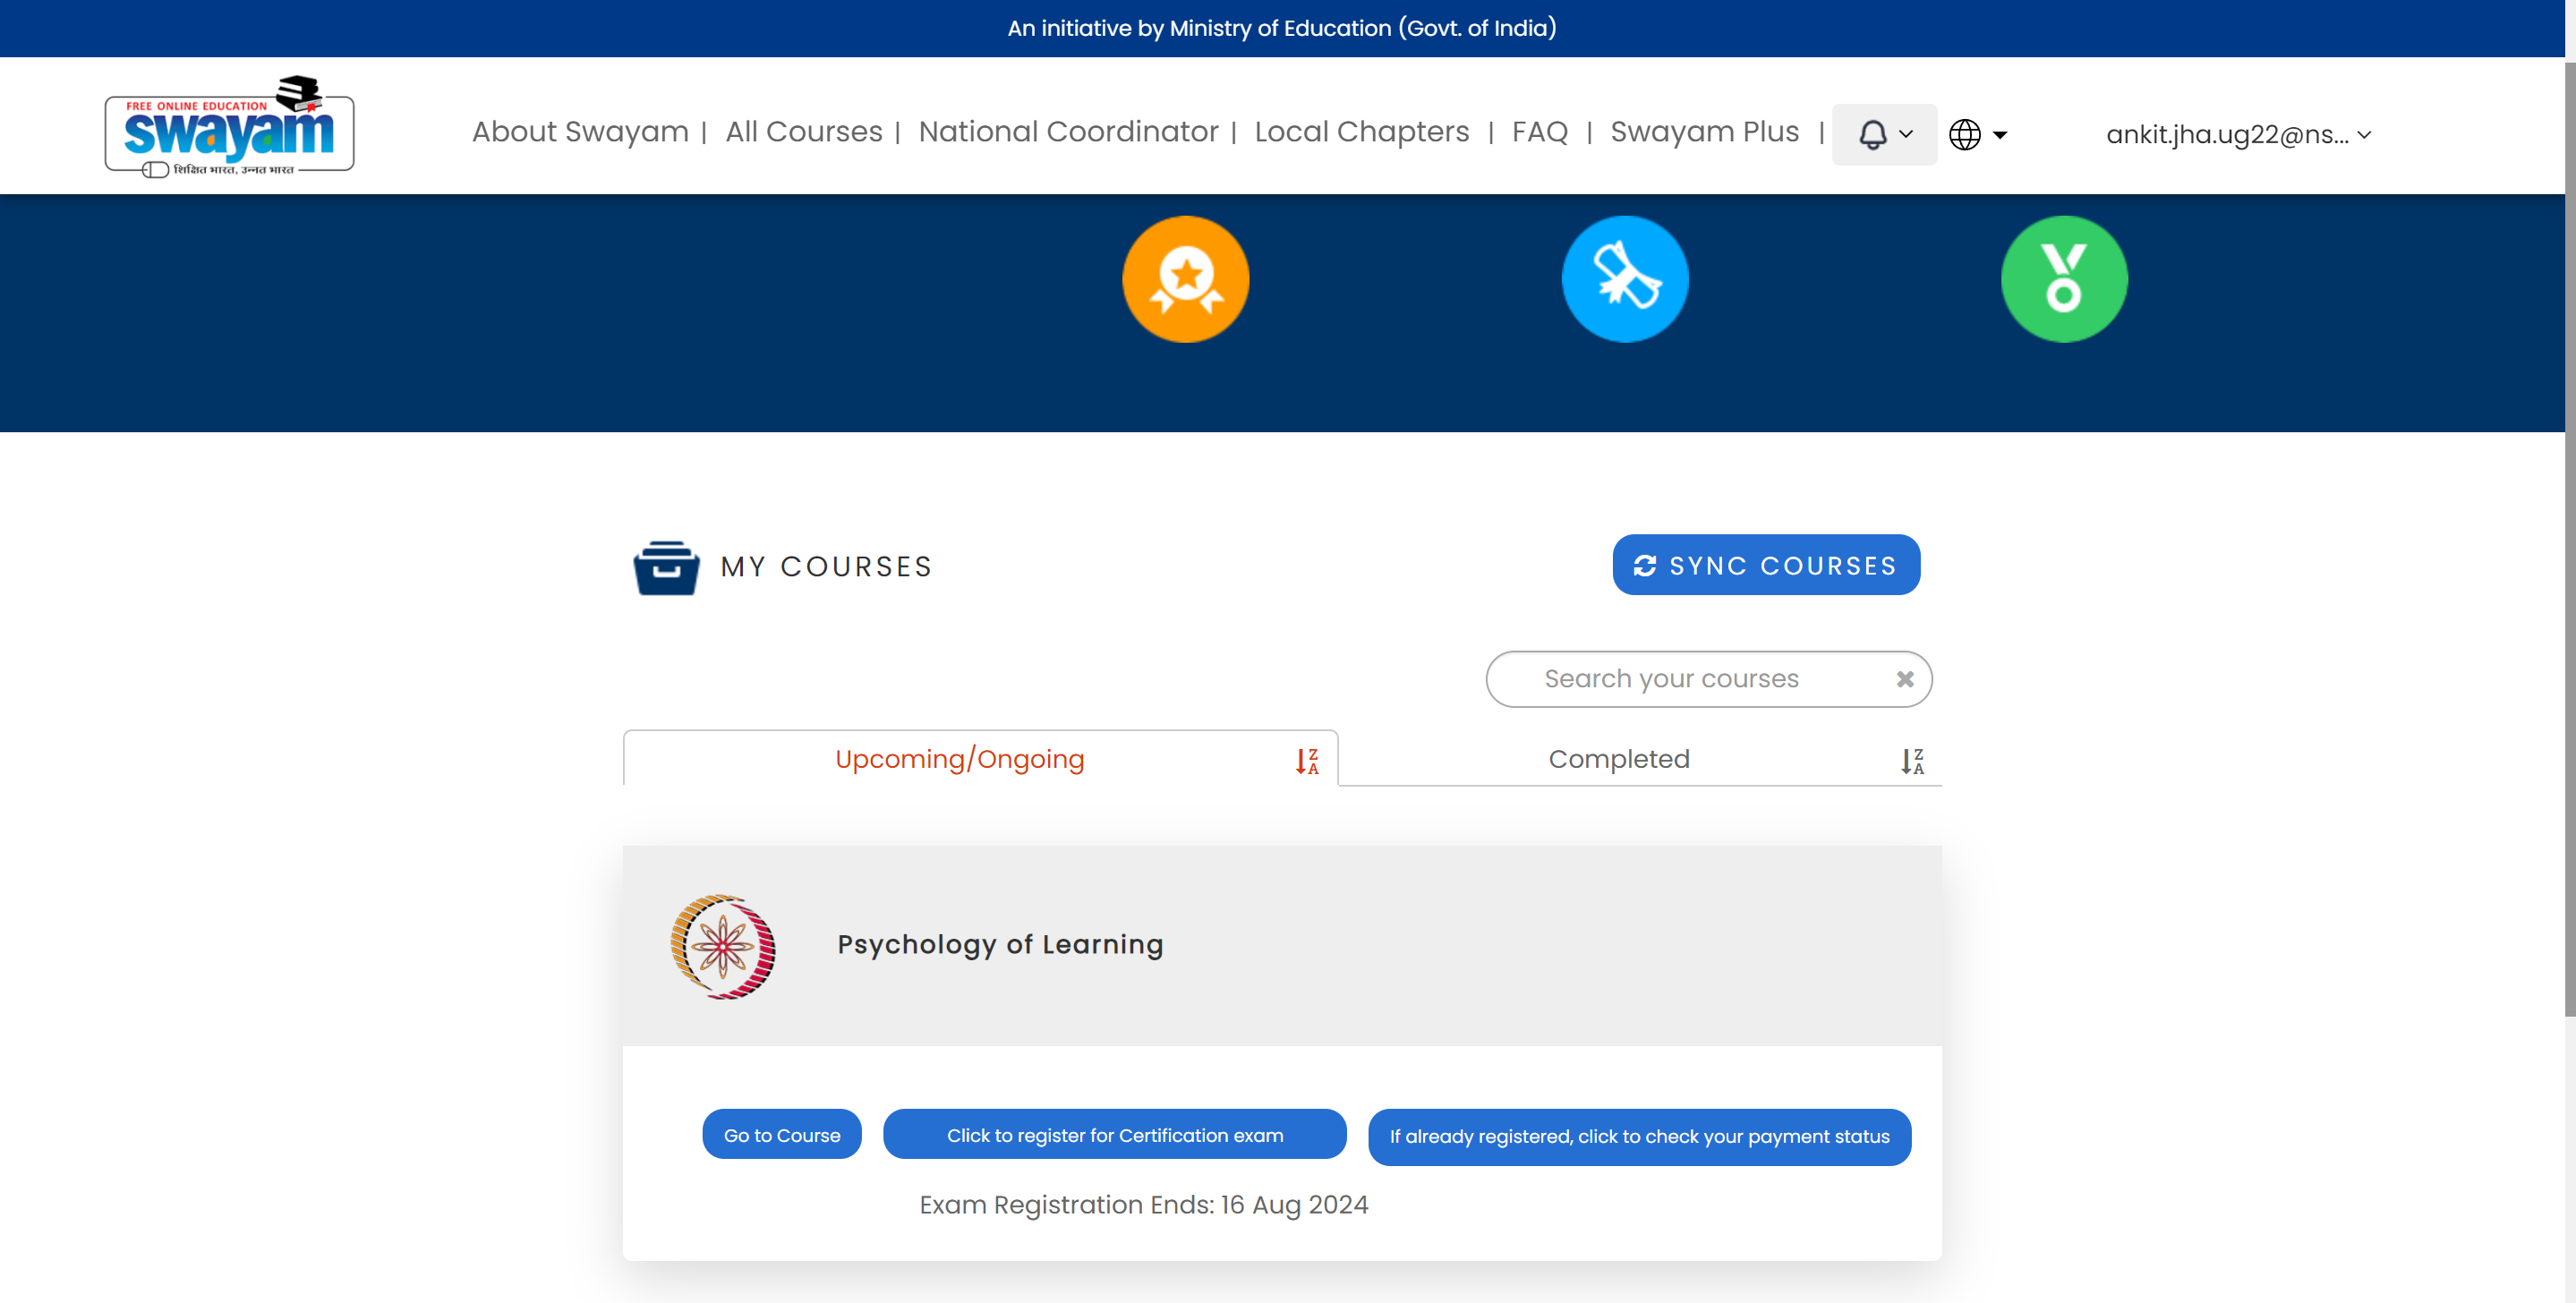 An initiative by Ministry of Education (Govt. of India)
FREE ONLINE EDUCATION
swayam
शिक्षित भारत, उन्नत भारत
About Swayam | All Courses | National Coordinator | Local Chapters | FAQ | Swayam Plus |
ankit.jha.ug22@ns...
MY COURSES
SYNC COURSES
Search your courses
Upcoming/Ongoing
Completed
Psychology of Learning
Go to Course
Click to register for Certification exam
If already registered, click to check your payment status
Exam Registration Ends: 16 Aug 2024